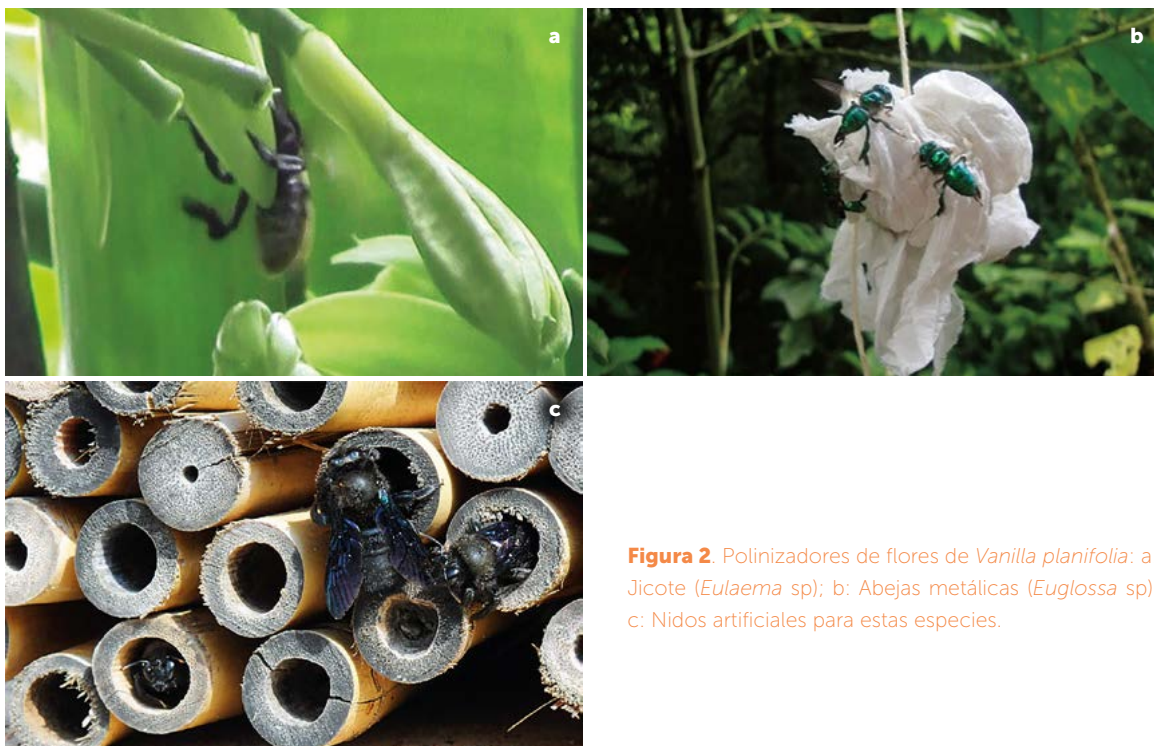 a
b
c
Figura 2. Polinizadores de flores de Vanilla planifolia: a
Jicote (Eulaema sp); b: Abejas metálicas (Euglossa sp)
c: Nidos artificiales para estas especies.